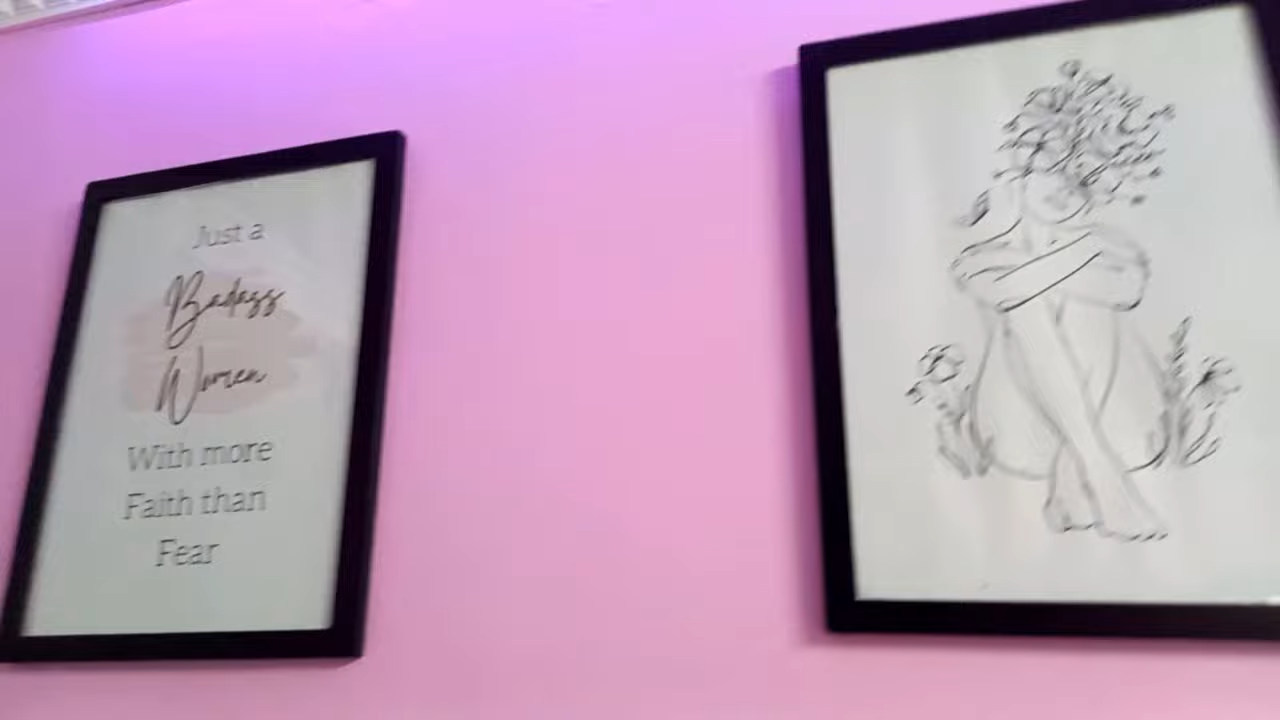 Just a
Badass
Women
With more
Faith than
Fear